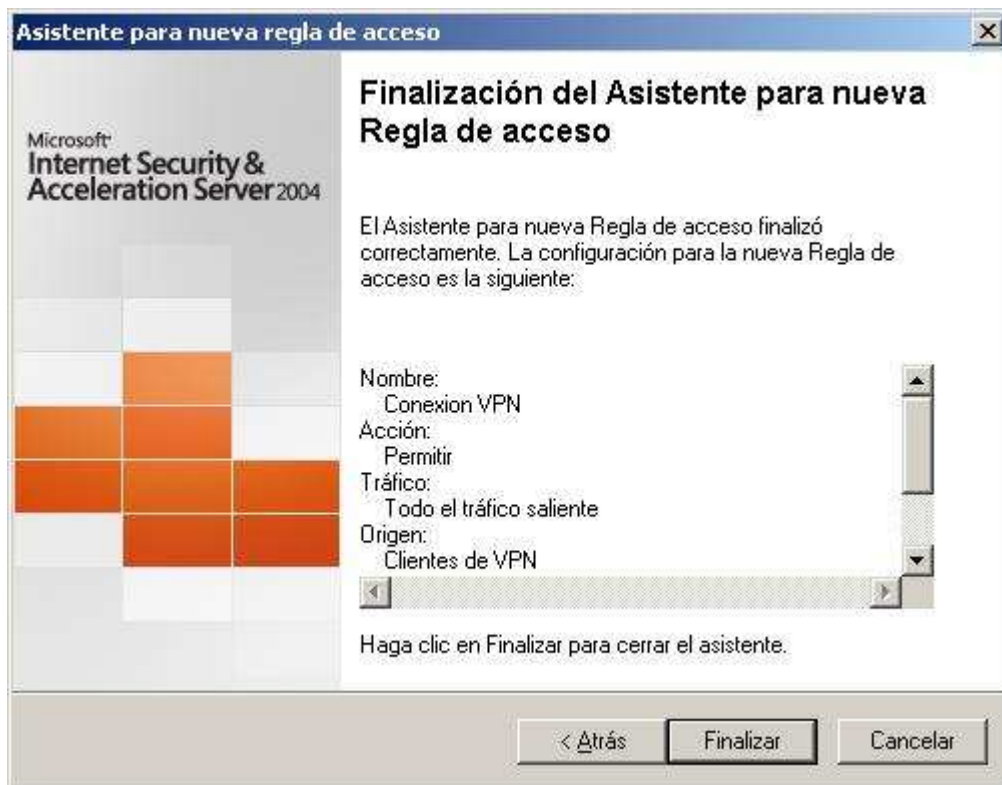 Asistente para nueva regla de acceso
Microsoft
Internet Security &
Acceleration Server 2004
Finalización del Asistente para nueva
Regla de acceso
El Asistente para nueva Regla de acceso finalizó
correctamente. La configuración para la nueva Regla de
acceso es la siguiente:
Nombre:
Conexion VPN
Acción:
Permitir
Tráfico:
Todo el tráfico saliente
Origen:
Clientes de VPN
Haga clic en Finalizar para cerrar el asistente.
< Atrás
Finalizar
Cancelar